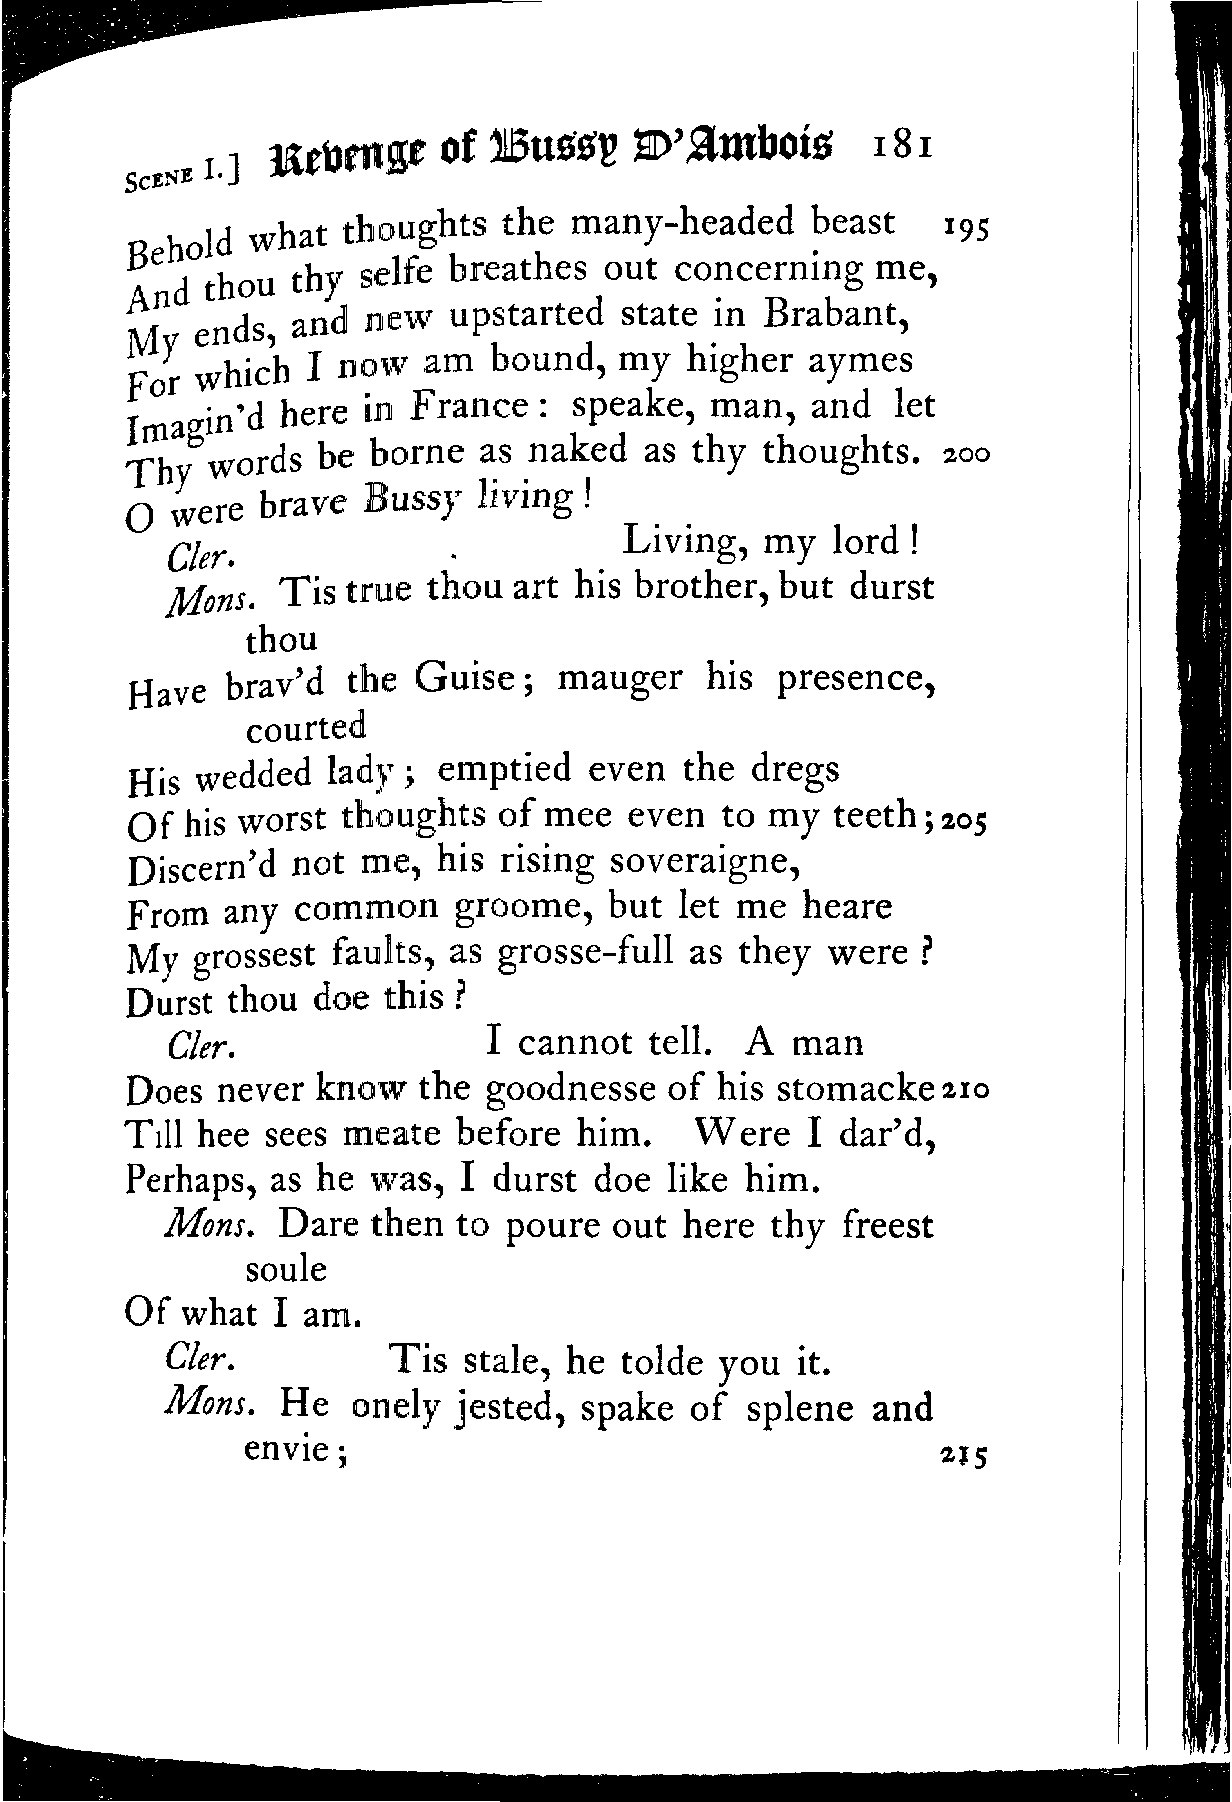 SCENE I.] Revenge of Bussy D'Ambois 181
Behold what thoughts the many-headed beast 195
And thou thy selfe breathes out concerning me,
My ends, and new upstarted state in Brabant,
For which I now am bound, my higher aymes
Imagin'd here in France : speake, man, and let
Thy words be borne as naked as thy thoughts. 200
O were brave Bussy living !
Cler. Living, my lord !
Mons. Tis true thou art his brother, but durst
thou
Have brav'd the Guise ; mauger his presence,
courted
His wedded lady ; emptied even the dregs
Of his worst thoughts of mee even to my teeth ; 205
Discern'd not me, his rising soveraigne,
From any common groome, but let me heare
My grossest faults, as grosse-full as they were ?
Durst thou doe this ?
Cler. I cannot tell. A man
Does never know the goodnesse of his stomacke 210
Till hee sees meate before him. Were I dar'd,
Perhaps, as he was, I durst doe like him.
Mons. Dare then to poure out here thy freest
soule
Of what I am.
Cler. Tis stale, he tolde you it.
Mons. He onely jested, spake of splene and
envie ; 215